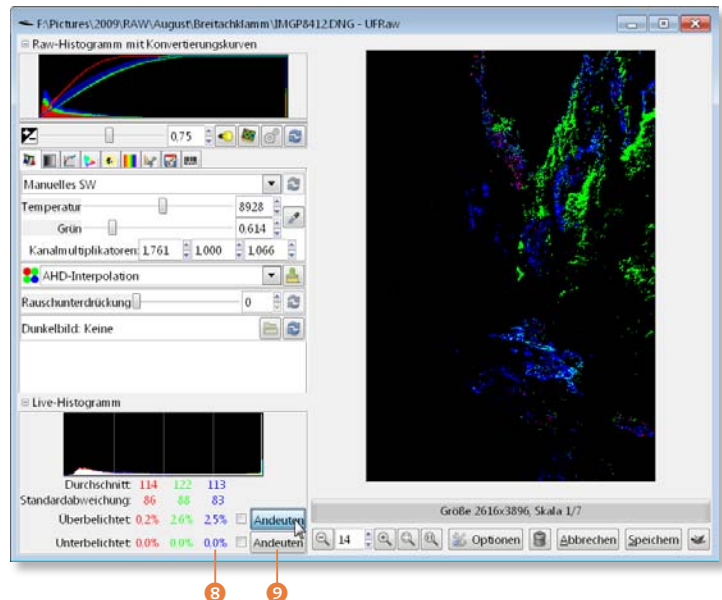 F:\Pictures\2009\RAW\August\Breitachklamm\IMGP8412.DNG - UFRaw
Raw-Histogramm mit Konvertierungskurven
0,75
Manuelles SW
Temperatur 8928
Grün 0,614
Kanalmultiplikatoren: 1,761 1,000 1,066
AHD-Interpolation
Rauschunterdrückung 0
Dunkelbild: Keine
Live-Histogramm
Durchschnitt: 114 122 113
Standardabweichung: 86 88 83
Überbelichtet: 0,2% 2,6% 2,5% Andeuten
Unterbelichtet: 0,0% 0,0% 0,0% Andeuten
Größe 2616x3896, Skala 1/7
14 Optionen Abbrechen Speichern
8 9